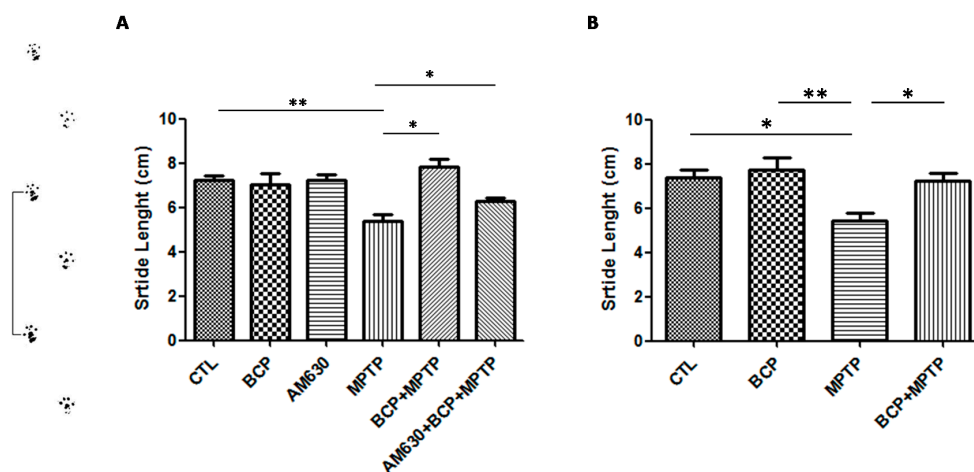 A
B
*
**
*
Srtide Lenght (cm)
10
8
6
4
2
0
CTL
BCP
AM630
MPTP
BCP+MPTP
AM630+BCP+MPTP
**
*
*
Srtide Lenght (cm)
10
8
6
4
2
0
CTL
BCP
MPTP
BCP+MPTP